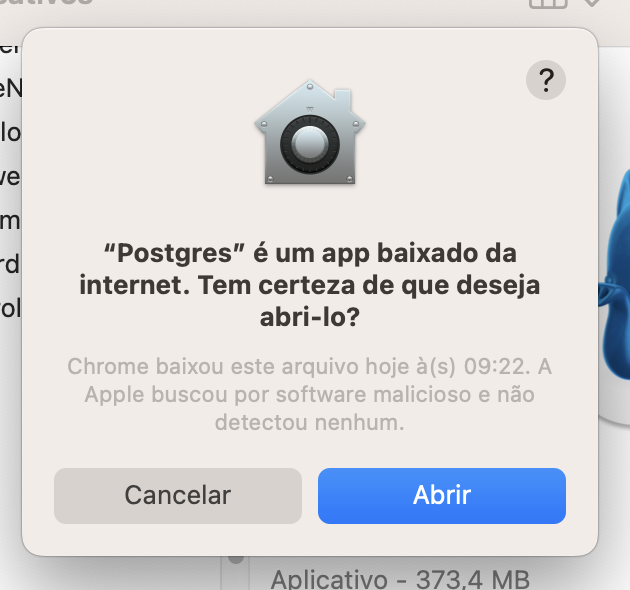 ?
“Postgres” é um app baixado da
internet. Tem certeza de que deseja
abri-lo?
Chrome baixou este arquivo hoje à(s) 09:22. A
Apple buscou por software malicioso e não
detectou nenhum.
Cancelar
Abrir
Aplicativo - 373,4 MB